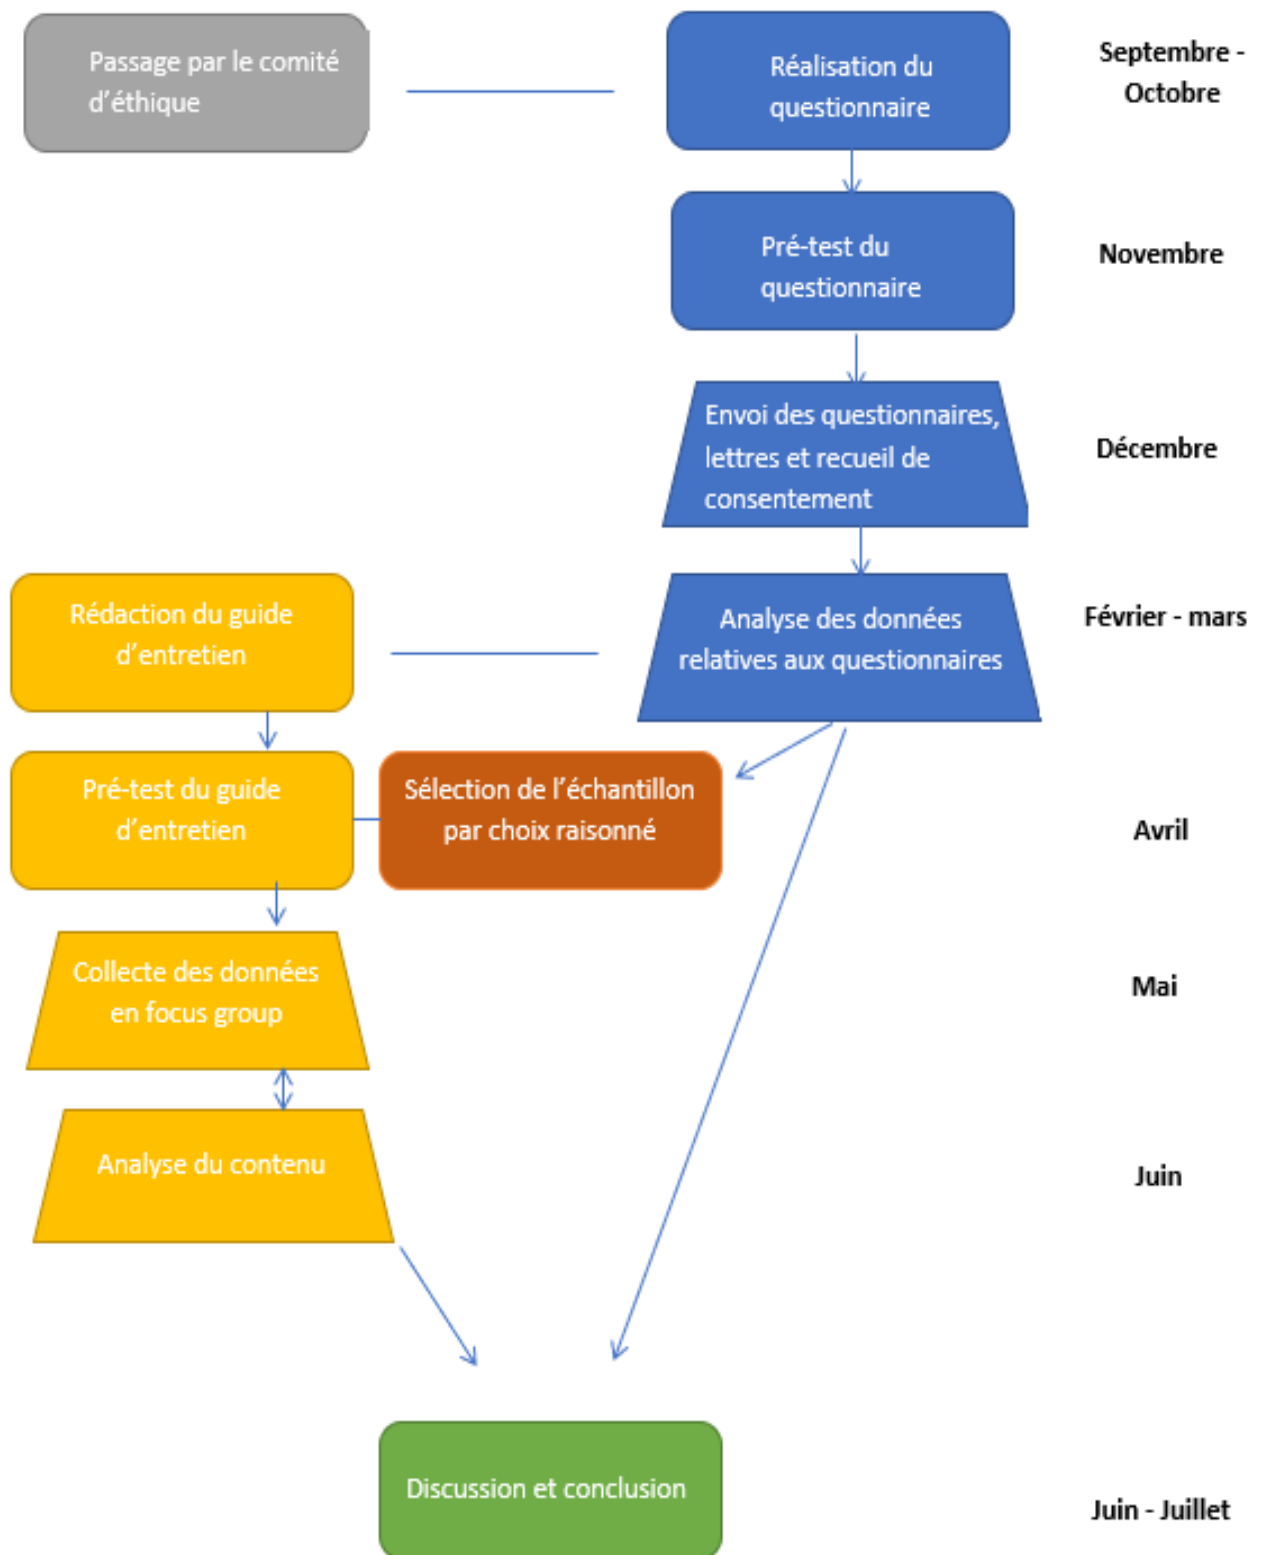 Passage par le comité
d’éthique
Réalisation du
questionnaire
Septembre -
Octobre
Pré-test du
questionnaire
Novembre
Envoi des questionnaires,
lettres et recueil de
consentement
Décembre
Rédaction du guide
d’entretien
Analyse des données
relatives aux questionnaires
Février - mars
Pré-test du guide
d’entretien
Sélection de l’échantillon
par choix raisonné
Avril
Collecte des données
en focus group
Mai
Analyse du contenu
Juin
Discussion et conclusion
Juin - Juillet